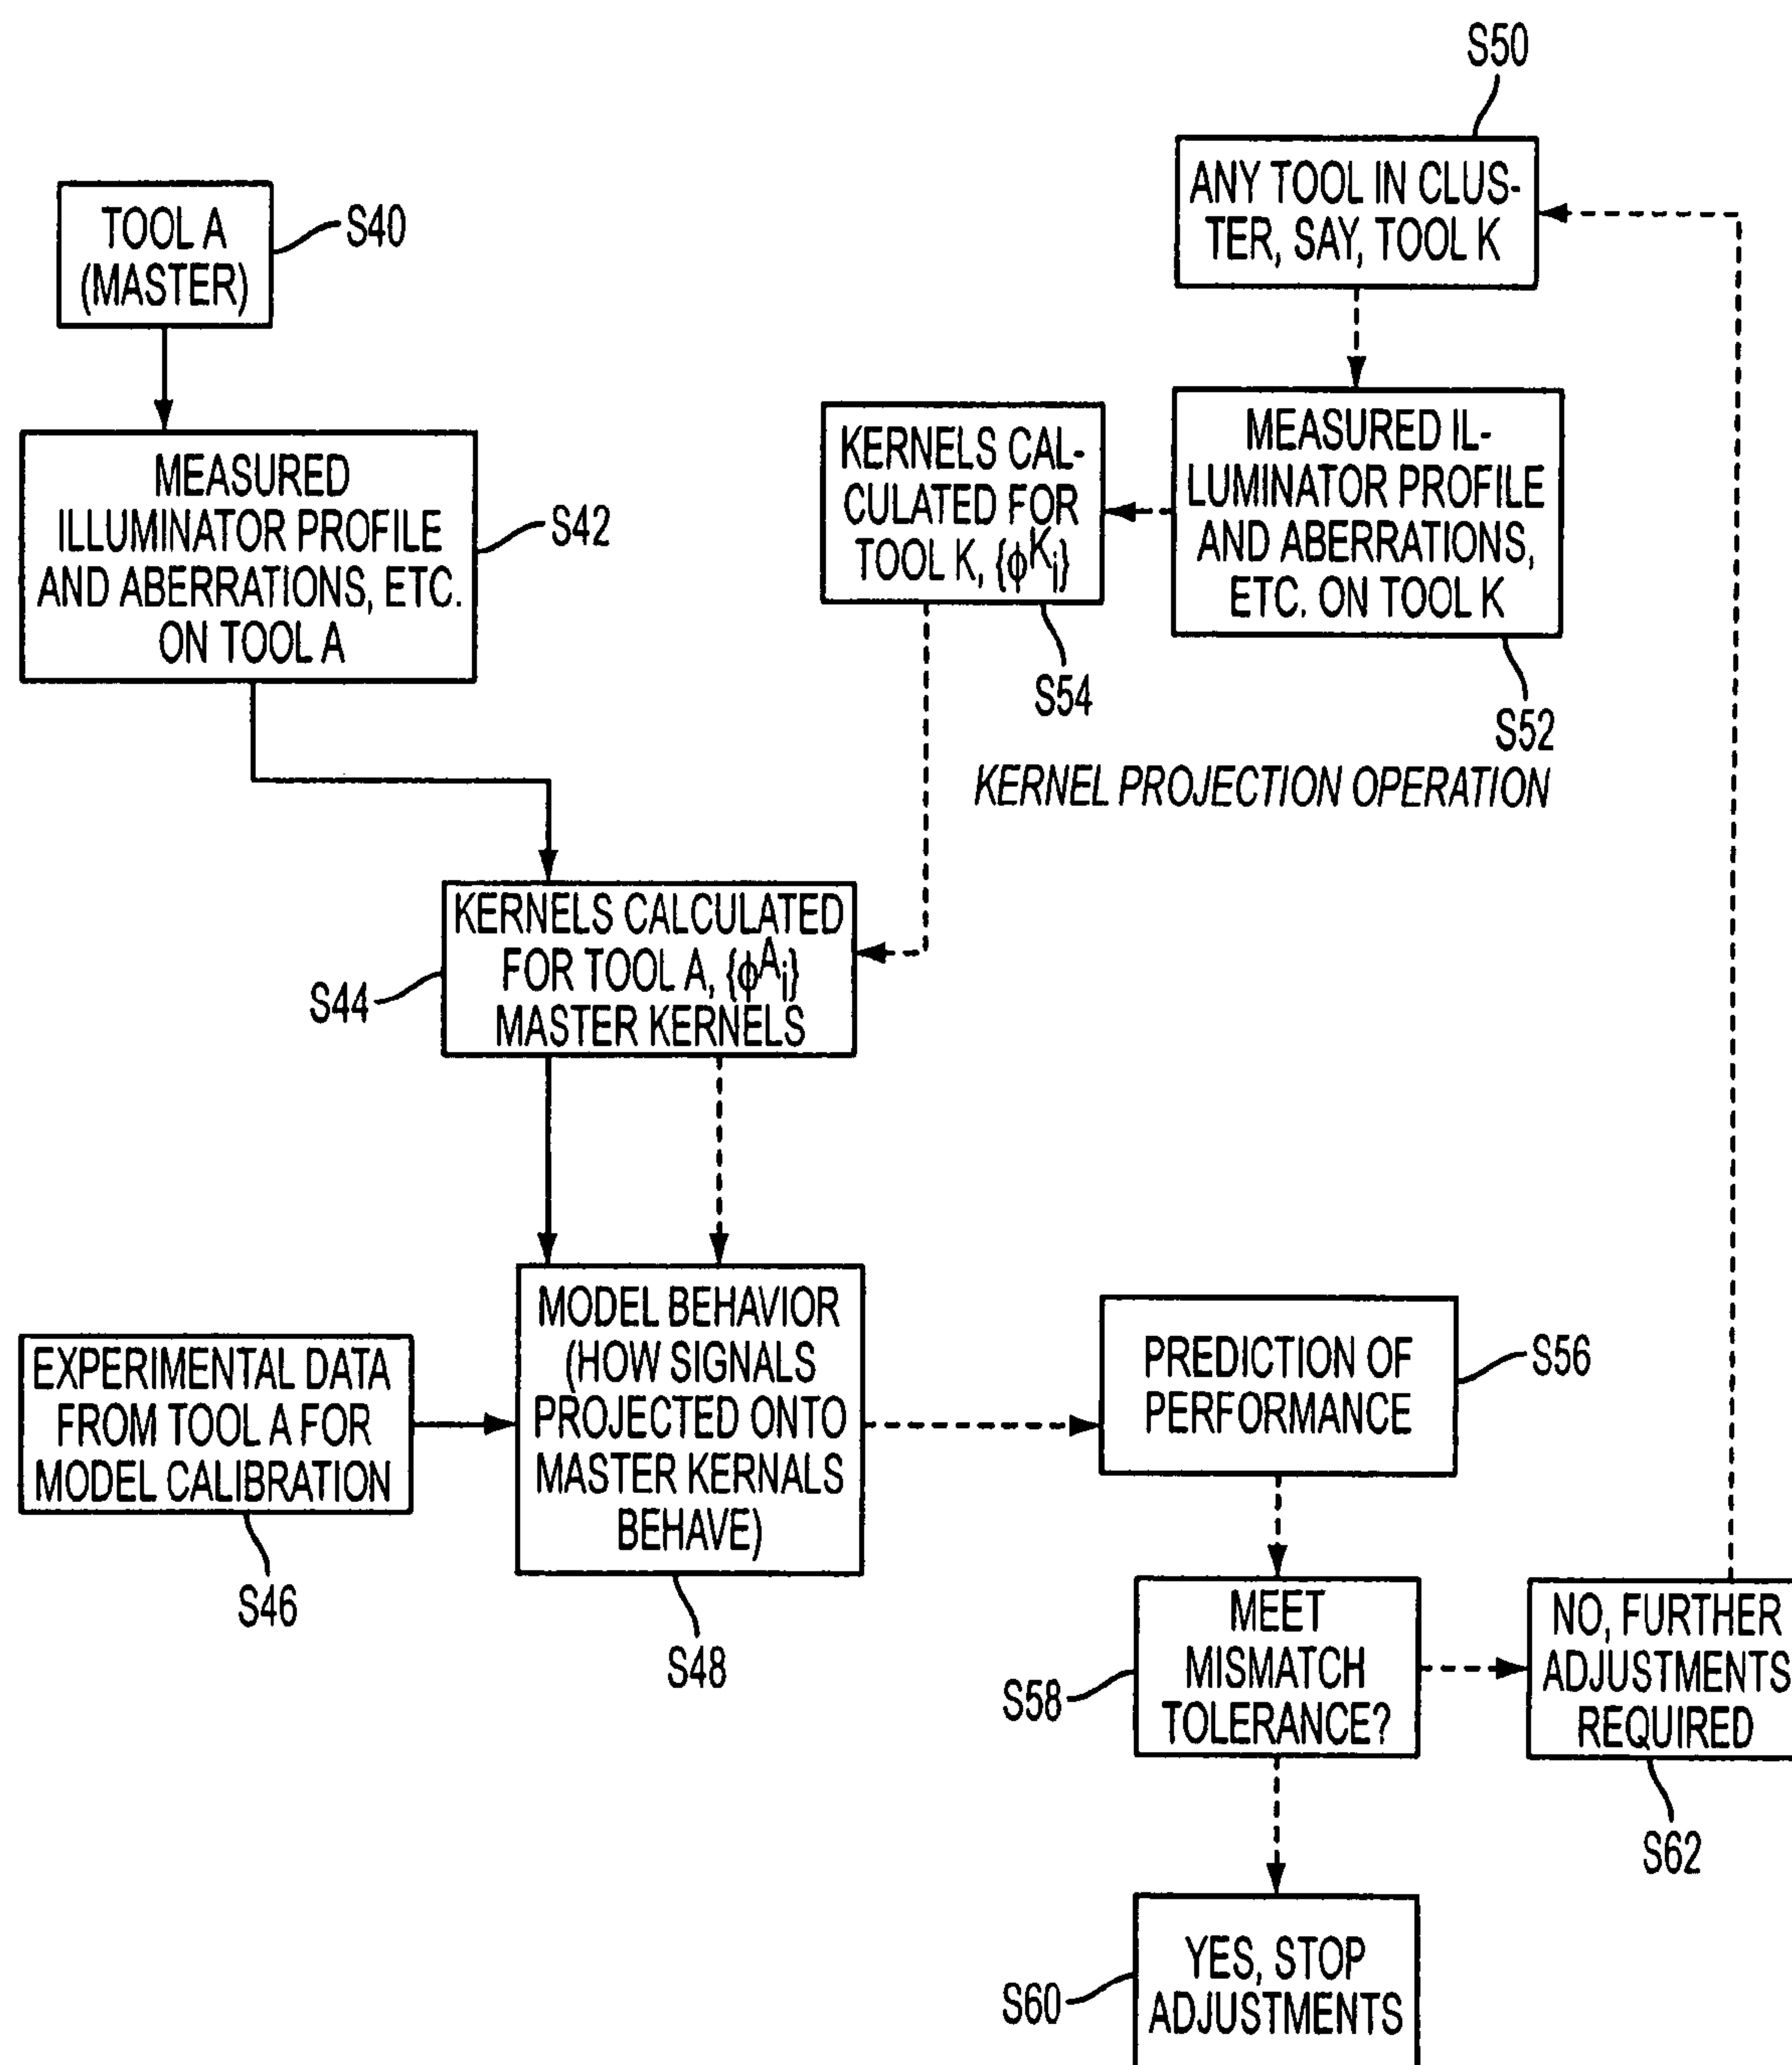 S50
ANY TOOL IN CLUS-
TER, SAY, TOOL K
TOOL A
(MASTER)
S40
MEASURED
ILLUMINATOR PROFILE
AND ABERRATIONS, ETC.
ON TOOL A
S42
KERNELS CAL-
CULATED FOR
TOOL K, {ϕK i}
S54
MEASURED IL-
LUMINATOR PROFILE
AND ABERRATIONS,
ETC. ON TOOL K
S52
KERNEL PROJECTION OPERATION
KERNELS CALCULATED
FOR TOOL A, {ϕA i}
MASTER KERNELS
S44
EXPERIMENTAL DATA
FROM TOOL A FOR
MODEL CALIBRATION
S46
MODEL BEHAVIOR
(HOW SIGNALS
PROJECTED ONTO
MASTER KERNALS
BEHAVE)
S48
PREDICTION OF
PERFORMANCE
S56
MEET
MISMATCH
TOLERANCE?
S58
NO, FURTHER
ADJUSTMENTS
REQUIRED
S62
YES, STOP
ADJUSTMENTS
S60